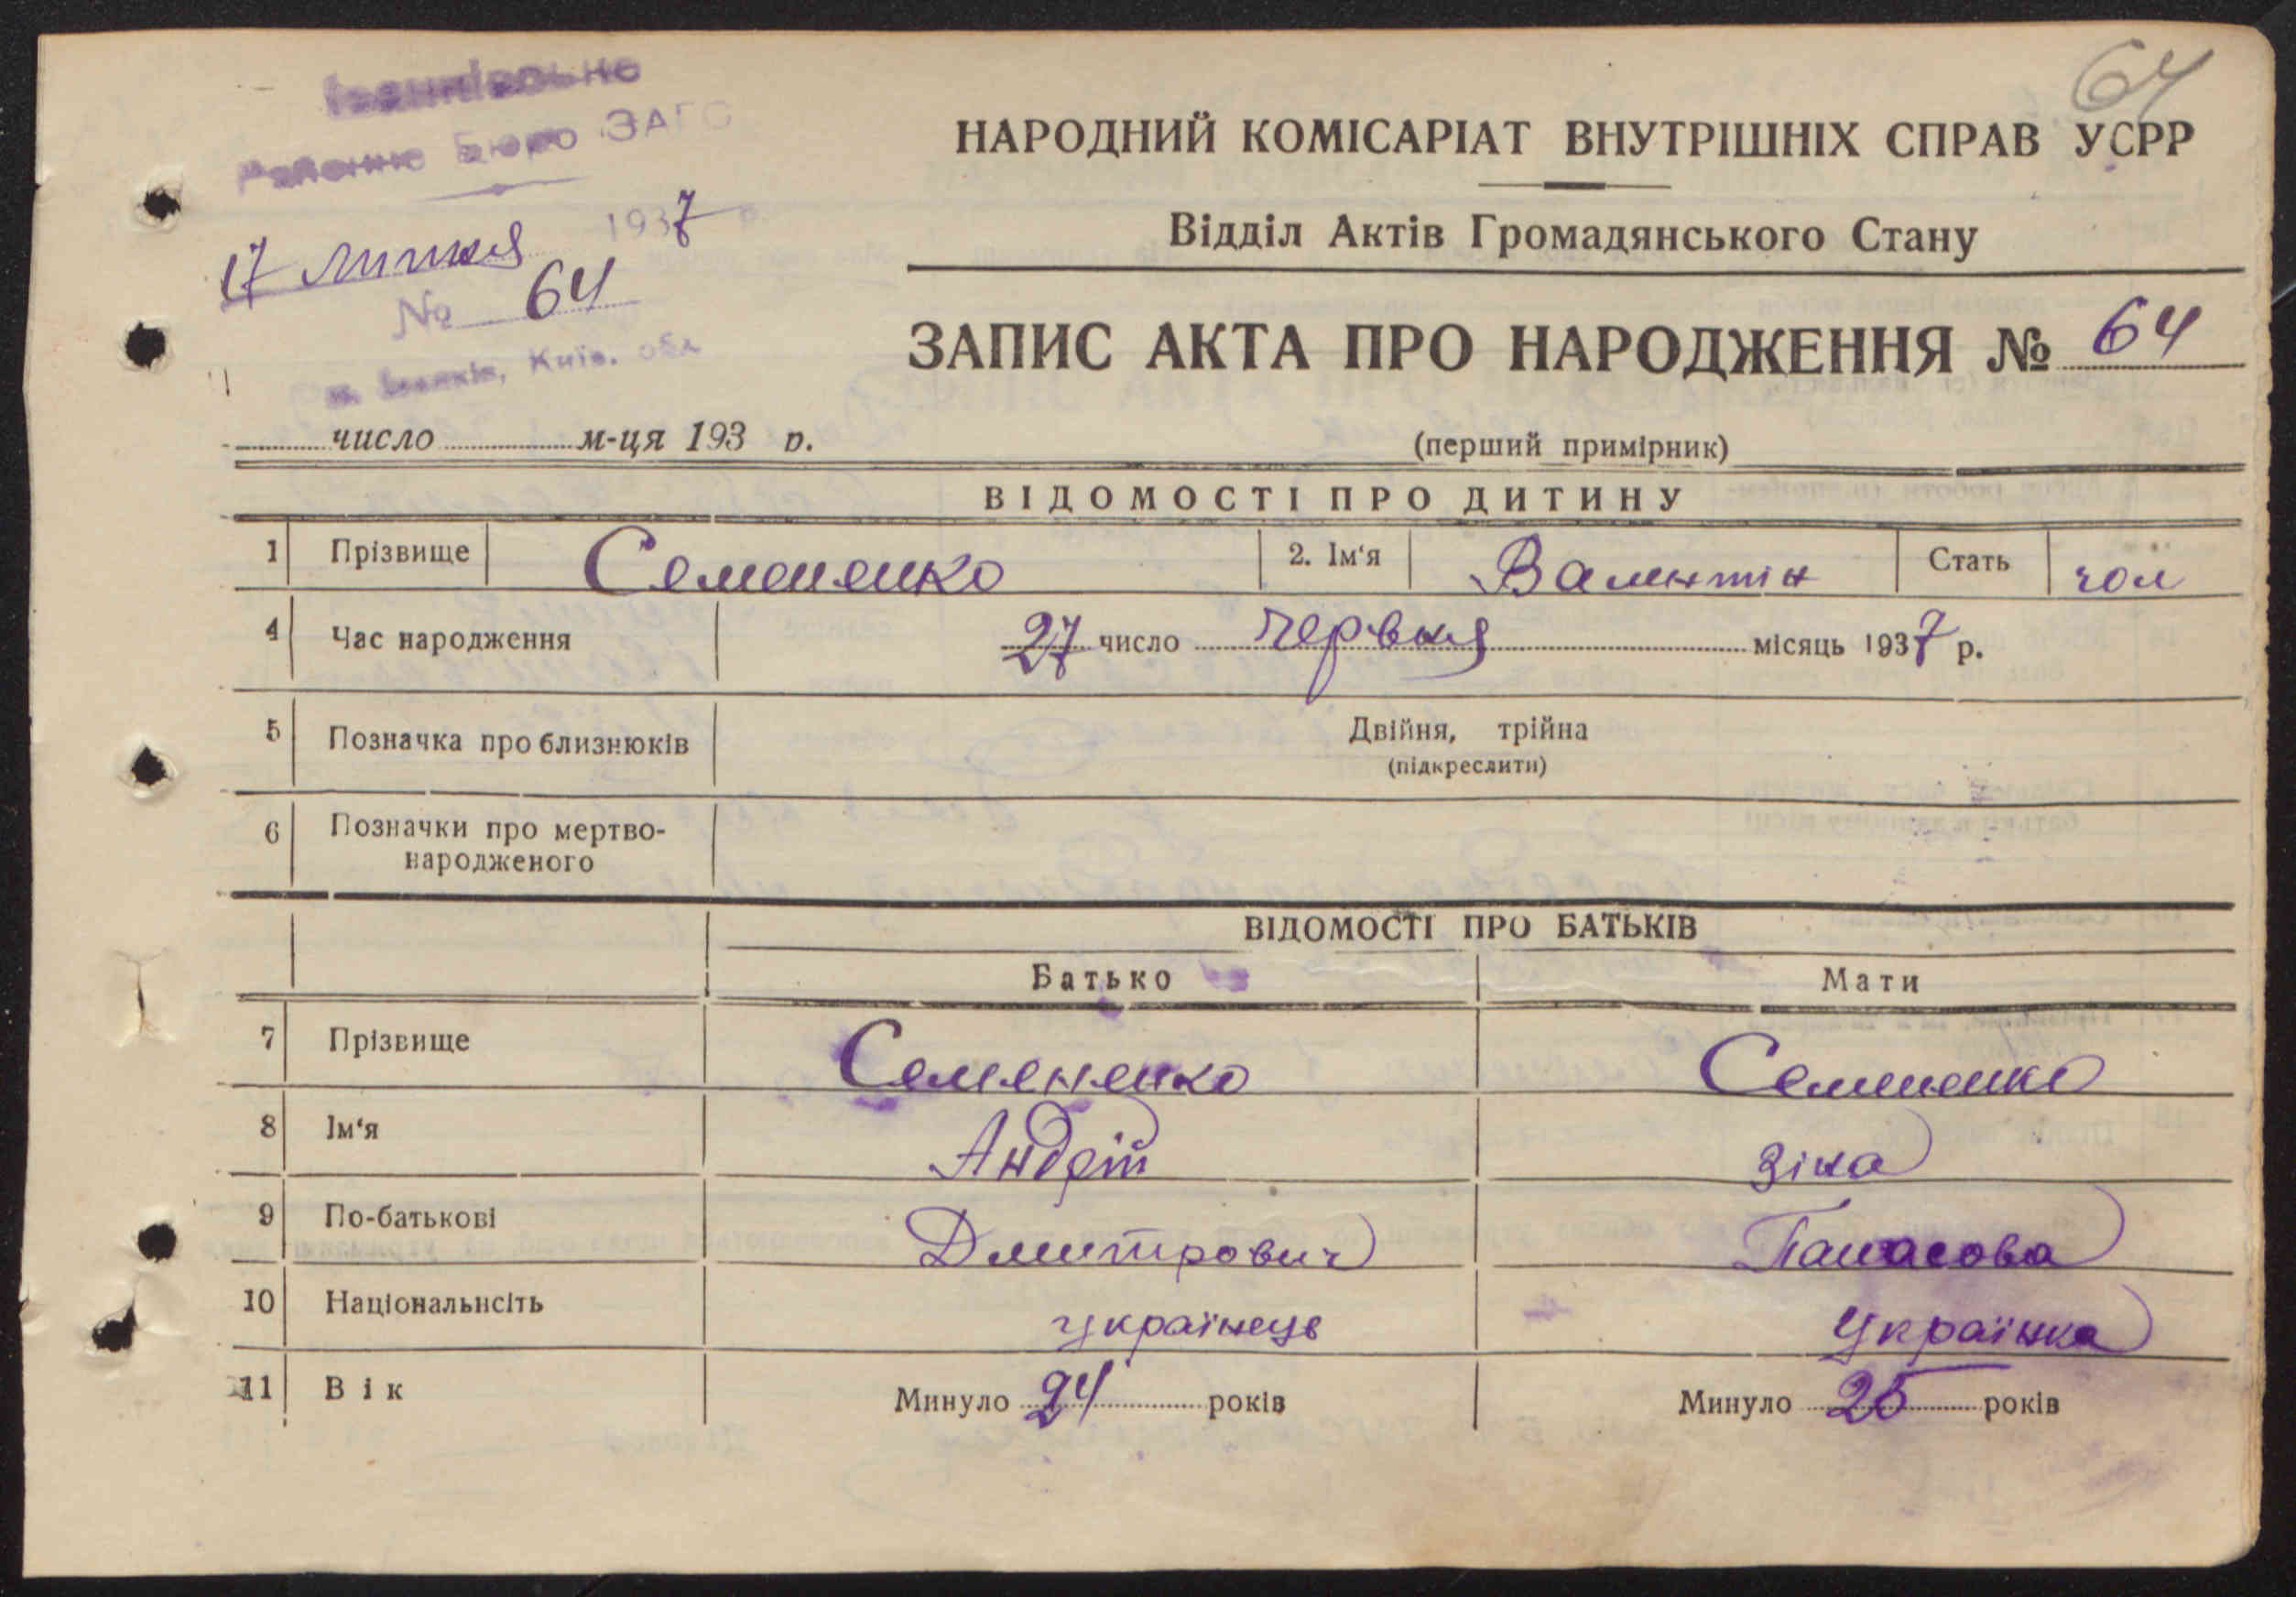 64
Іванківське
Районне Бюро ЗАГС
17 липня 1937 р.
№ 64
Київ. обл
НАРОДНИЙ КОМІСАРІАТ ВНУТРІШНІХ СПРАВ УСРР
Відділ Актів Громадянського Стану
ЗАПИС АКТА ПРО НАРОДЖЕННЯ № 64
число м-ця 193 р.
(перший примірник)
ВІДОМОСТІ ПРО ДИТИНУ
1 Прізвище Семененко 2. Ім'я Валентін Стать чол
4 Час народження 27 число червня місяць 1937 р.
5 Позначка про близнюків Двійня, трійна
(підкреслити)
6 Позначки про мертво-
народженого
ВІДОМОСТІ ПРО БАТЬКІВ
Батько Мати
7 Прізвище Семененко Семененко
8 Ім'я Андрій Зіна
9 По-батькові Дмитрович Панасова
10 Національнсіть українець українка
11 Вік Минуло 24 років Минуло 25 років